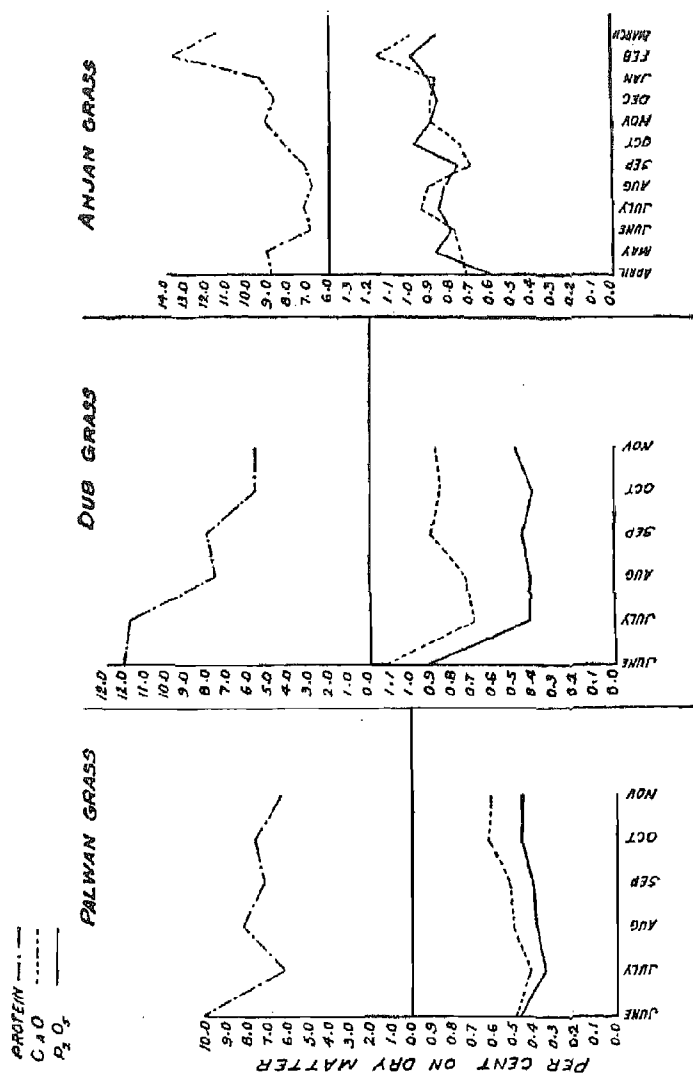 PROTEIN
CaO
P₂O₅
PALWAN GRASS
10.0
9.0
8.0
7.0
6.0
5.0
4.0
3.0
2.0
1.0
0.0
0.9
0.8
0.7
0.6
0.5
0.4
0.3
0.2
0.1
0.0
PER CENT ON DRY MATTER
JUNE
JULY
AUG
SEP
OCT
NOV
DUB GRASS
12.0
12.0
11.0
10.0
9.0
8.0
7.0
6.0
5.0
4.0
3.0
2.0
1.0
0.0
1.1
1.0
0.9
0.8
0.7
0.6
0.5
0.4
0.3
0.2
0.1
0.0
JUNE
JULY
AUG
SEP
OCT
NOV
ANJAN GRASS
14.0
13.0
12.0
11.0
10.0
9.0
8.0
7.0
6.0
1.3
1.2
1.1
1.0
0.9
0.8
0.7
0.6
0.5
0.4
0.3
0.2
0.1
0.0
APRIL
MAY
JUNE
JULY
AUG
SEP
OCT
NOV
DEC
JAN
FEB
MARCH